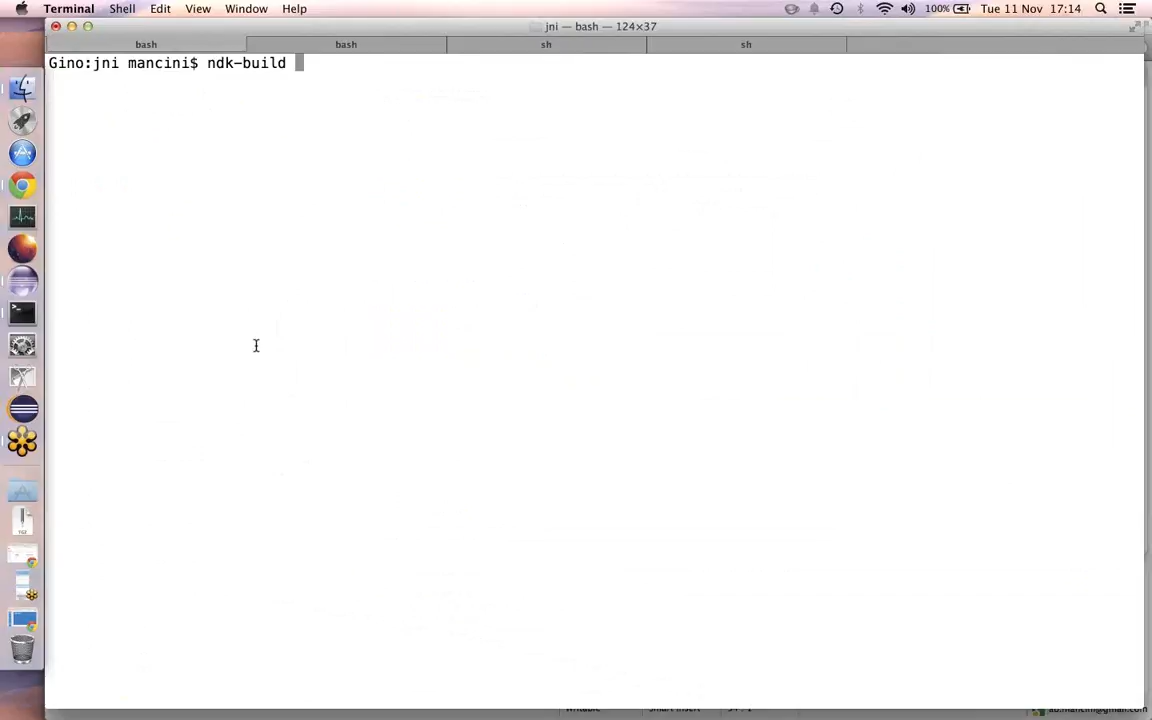 Terminal Shell Edit View Window Help 100% Tue 11 Nov 17:14
jni — bash — 124×37
bash bash sh sh
Gino:jni mancini$ ndk-build